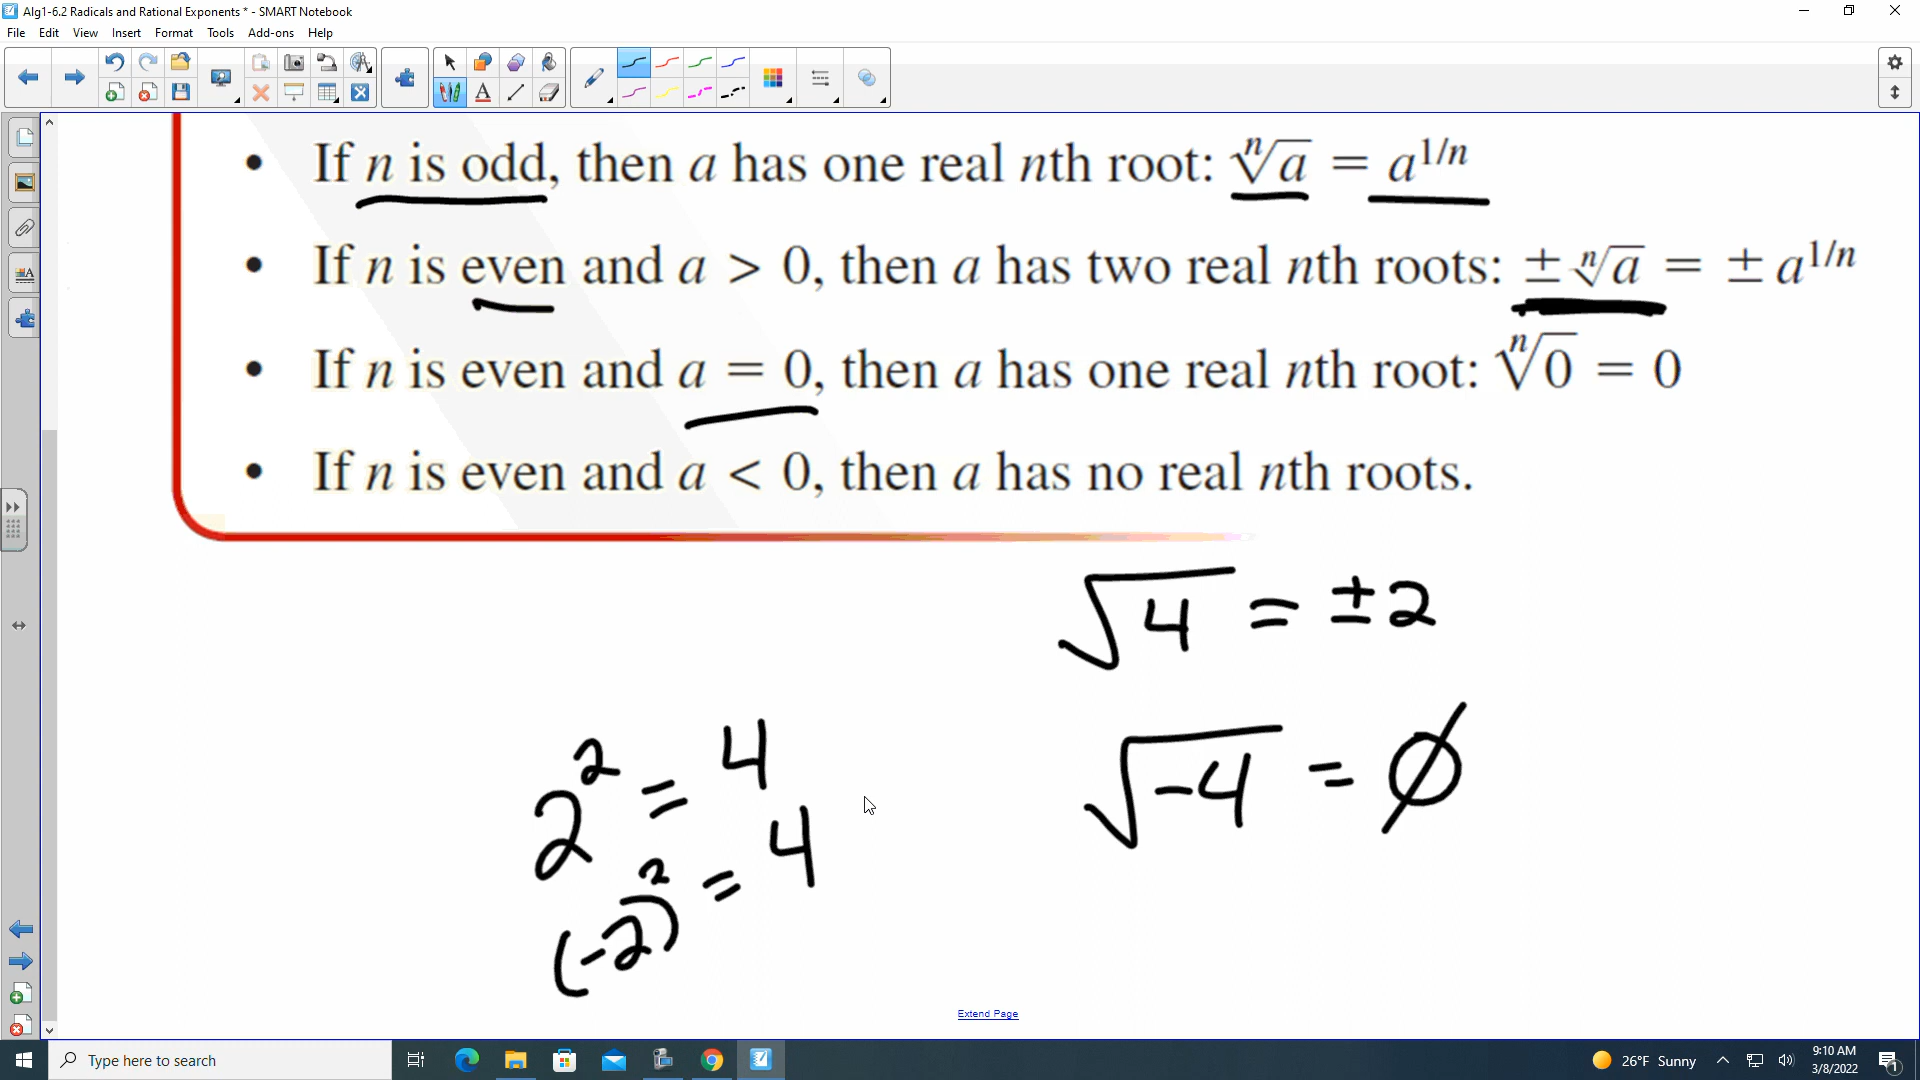 Alg1-6.2 Radicals and Rational Exponents * - SMART Notebook
File Edit View Insert Format Tools Add-ons Help
• If n is odd, then a has one real nth root: ⁿ√a = a^1/n
• If n is even and a > 0, then a has two real nth roots: ± ⁿ√a = ± a^1/n
• If n is even and a = 0, then a has one real nth root: ⁿ√0 = 0
• If n is even and a < 0, then a has no real nth roots.
√4 = ±2
√-4 = ∅
2² = 4
(-2)² = 4
Extend Page
Type here to search
26°F Sunny
9:10 AM
3/8/2022
1